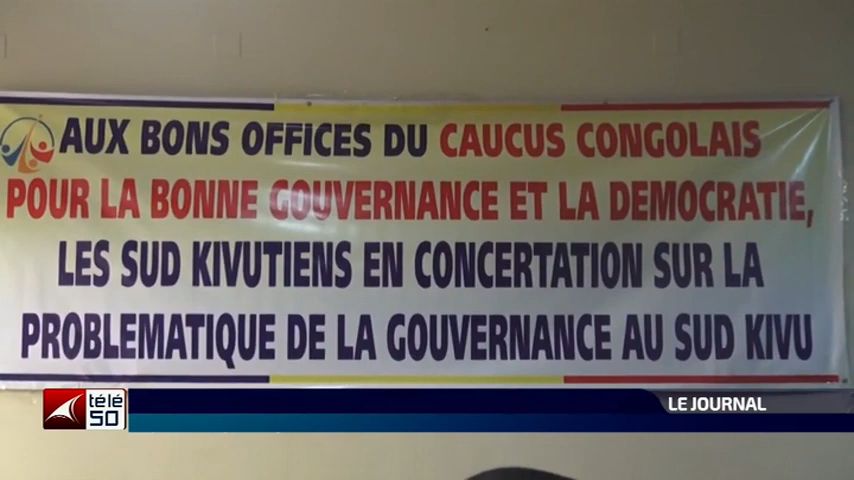 AUX BONS OFFICES DU CAUCUS CONGOLAIS
POUR LA BONNE GOUVERNANCE ET LA DEMOCRATIE,
LES SUD KIVUTIENS EN CONCERTATION SUR LA
PROBLEMATIQUE DE LA GOUVERNANCE AU SUD KIVU
télé
50
LE JOURNAL